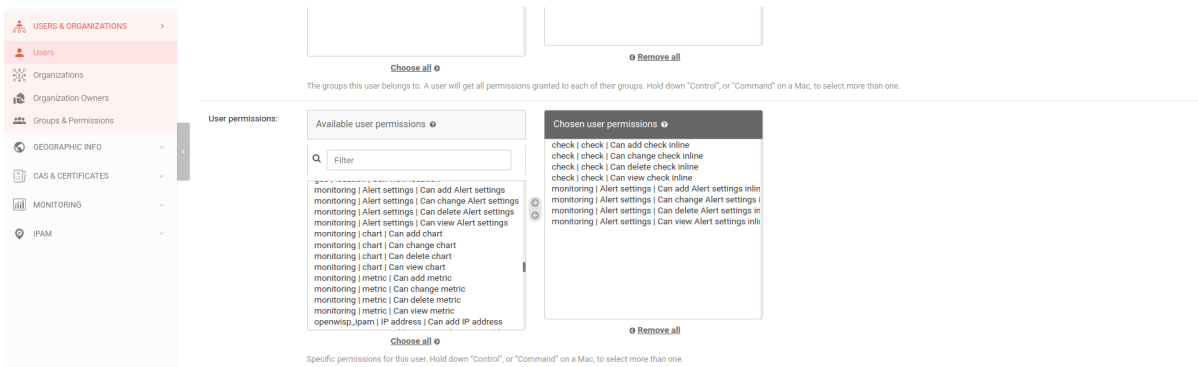 USERS & ORGANIZATIONS
Users
Organizations
Organization Owners
Groups & Permissions
GEOGRAPHIC INFO
CAS & CERTIFICATES
MONITORING
IPAM
Choose all
Remove all
The groups this user belongs to. A user will get all permissions granted to each of their groups. Hold down “Control”, or “Command” on a Mac, to select more than one.
User permissions:
Available user permissions
Filter
monitoring | Alert settings | Can add Alert settings
monitoring | Alert settings | Can change Alert settings
monitoring | Alert settings | Can delete Alert settings
monitoring | Alert settings | Can view Alert settings
monitoring | chart | Can add chart
monitoring | chart | Can change chart
monitoring | chart | Can delete chart
monitoring | chart | Can view chart
monitoring | metric | Can add metric
monitoring | metric | Can change metric
monitoring | metric | Can delete metric
monitoring | metric | Can view metric
openwisp_ipam | IP address | Can add IP address
Choose all
Chosen user permissions
check | check | Can add check inline
check | check | Can change check inline
check | check | Can delete check inline
check | check | Can view check inline
monitoring | Alert settings | Can add Alert settings inlin
monitoring | Alert settings | Can change Alert settings i
monitoring | Alert settings | Can delete Alert settings in
monitoring | Alert settings | Can view Alert settings inli
Remove all
Specific permissions for this user. Hold down “Control”, or “Command” on a Mac, to select more than one.